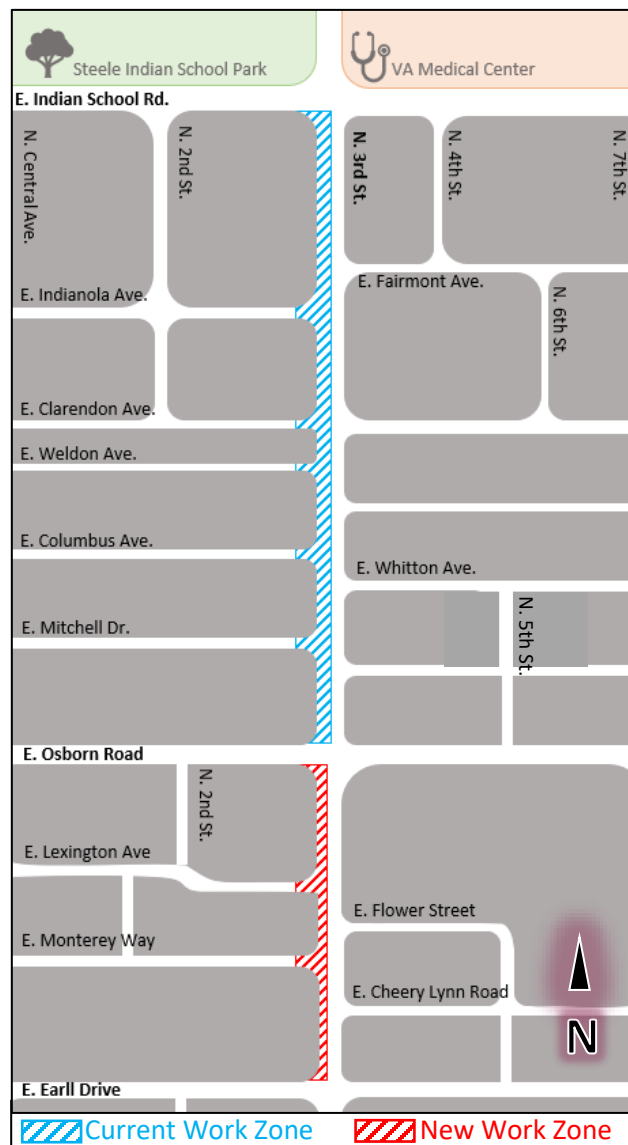 Steele Indian School Park
VA Medical Center
E. Indian School Rd.
N. Central Ave.
N. 2nd St.
N. 3rd St.
N. 4th St.
N. 7th St.
E. Indianola Ave.
E. Fairmont Ave.
N. 6th St.
E. Clarendon Ave.
E. Weldon Ave.
E. Columbus Ave.
E. Whitton Ave.
N. 5th St.
E. Mitchell Dr.
E. Osborn Road
N. 2nd St.
E. Lexington Ave
E. Flower Street
E. Monterey Way
E. Cheery Lynn Road
N
E. Earll Drive
Current Work Zone
New Work Zone